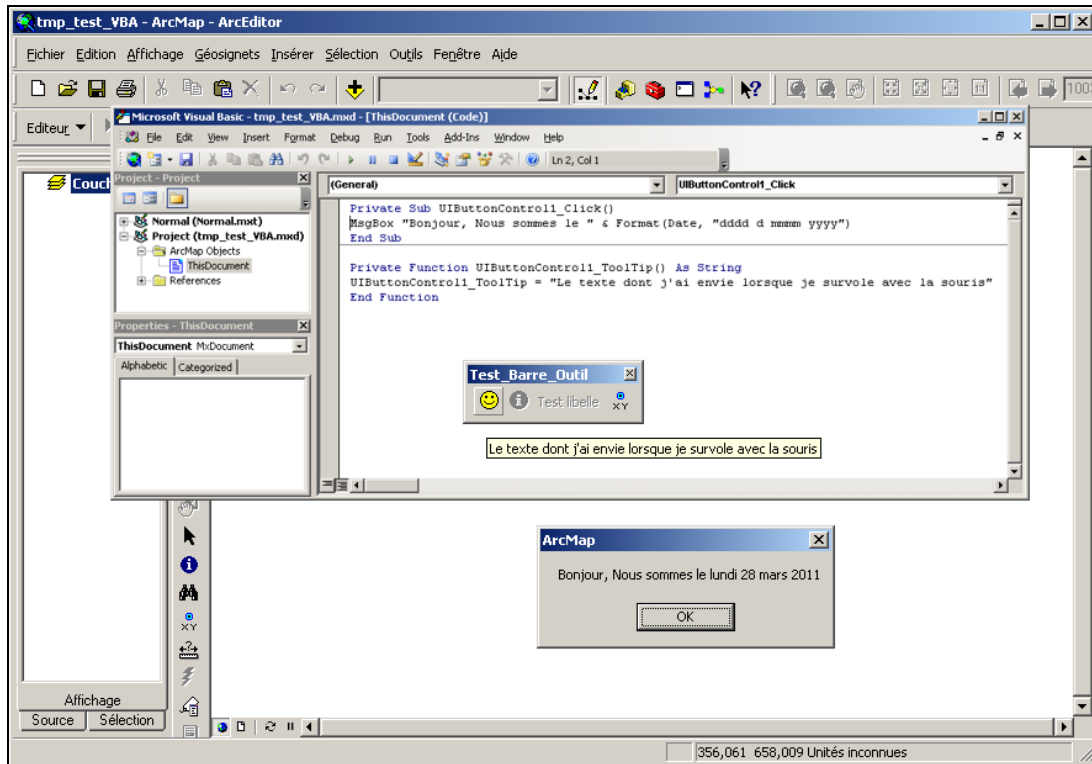 tmp_test_VBA - ArcMap - ArcEditor
Fichier Edition Affichage Géosignets Insérer Sélection Outils Fenêtre Aide
Editeur
Microsoft Visual Basic - tmp_test_VBA.mxd - [ThisDocument (Code)]
File Edit View Insert Format Debug Run Tools Add-Ins Window Help
Ln 2, Col 1
Project - Project
(General) UIButtonControl1_Click
Normal (Normal.mxt)
Project (tmp_test_VBA.mxd)
ArcMap Objects
ThisDocument
References
Private Sub UIButtonControl1_Click()
MsgBox "Bonjour, Nous sommes le " & Format(Date, "dddd d mmmm yyyy")
End Sub
Private Function UIButtonControl1_ToolTip() As String
UIButtonControl1_ToolTip = "Le texte dont j'ai envie lorsque je survole avec la souris"
End Function
Properties - ThisDocument
ThisDocument MxDocument
Alphabetic Categorized
Test_Barre_Outil
Test libelle XY
Le texte dont j'ai envie lorsque je survole avec la souris
ArcMap
Bonjour, Nous sommes le lundi 28 mars 2011
OK
XY
Affichage
Source Sélection
356,061 658,009 Unités inconnues